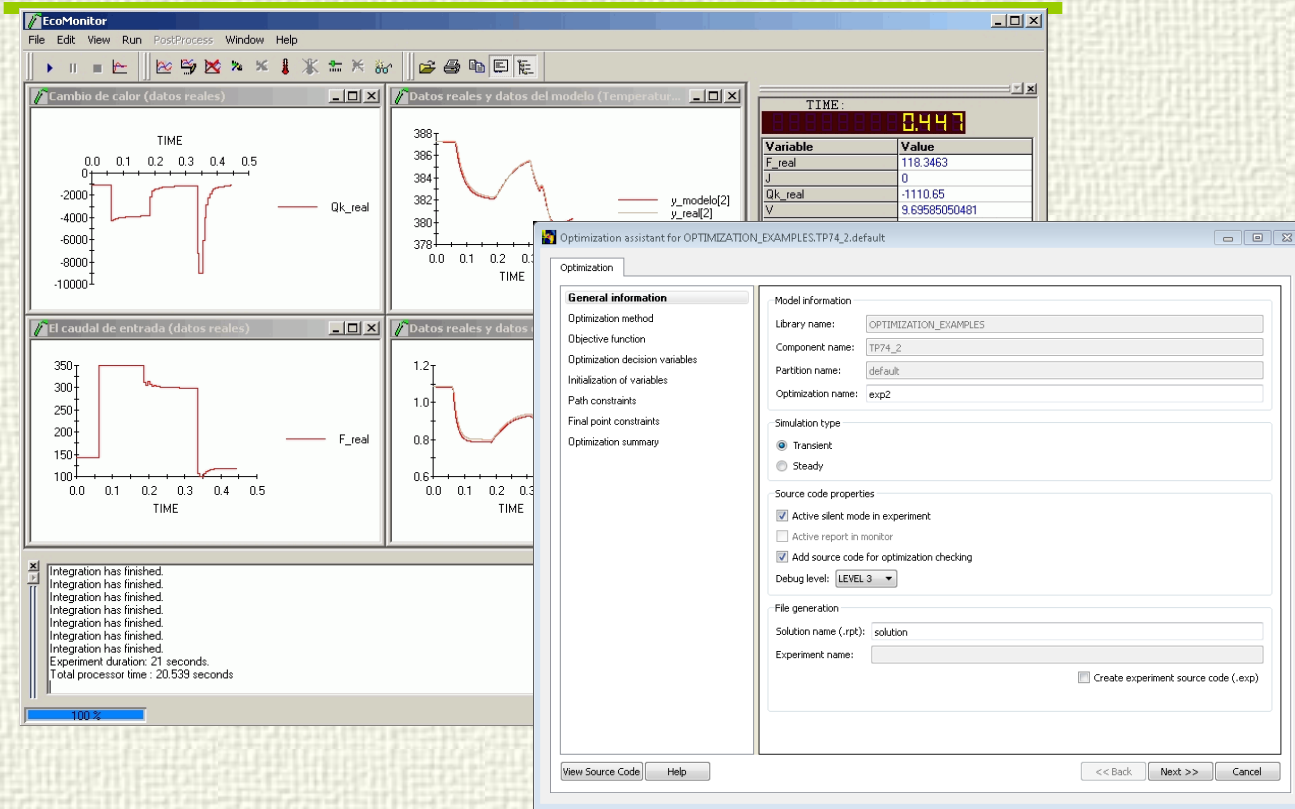 EcoMonitor
File Edit View Run PostProcess Window Help
Cambio de calor (datos reales)
TIME
0.0 0.1 0.2 0.3 0.4 0.5
0
-2000
-4000
-6000
-8000
-10000
Qk_real
Datos reales y datos del modelo (Temperatur...
388
386
384
382
380
378
0.0 0.1 0.2 0.3
TIME
y_modelo[2]
y_real[2]
TIME:
0.447
Variable Value
F_real 118.3463
J 0
Qk_real -1110.65
V 9.69585050481
El caudal de entrada (datos reales)
350
300
250
200
150
100
0.0 0.1 0.2 0.3 0.4 0.5
TIME
F_real
Datos reales y datos
1.2
1.0
0.8
0.6
0.0 0.1 0.2 0.3
TIME
Integration has finished.
Integration has finished.
Integration has finished.
Integration has finished.
Integration has finished.
Integration has finished.
Integration has finished.
Experiment duration: 21 seconds.
Total processor time : 20.539 seconds
100 %
Optimization assistant for OPTIMIZATION_EXAMPLES.TP74_2.default
Optimization
General information
Optimization method
Objective function
Optimization decision variables
Initialization of variables
Path constraints
Final point constraints
Optimization summary
Model information
Library name: OPTIMIZATION_EXAMPLES
Component name: TP74_2
Partition name: default
Optimization name: exp2
Simulation type
Transient
Steady
Source code properties
Active silent mode in experiment
Active report in monitor
Add source code for optimization checking
Debug level: LEVEL 3
File generation
Solution name (.rpt): solution
Experiment name:
Create experiment source code (.exp)
View Source Code Help << Back Next >> Cancel